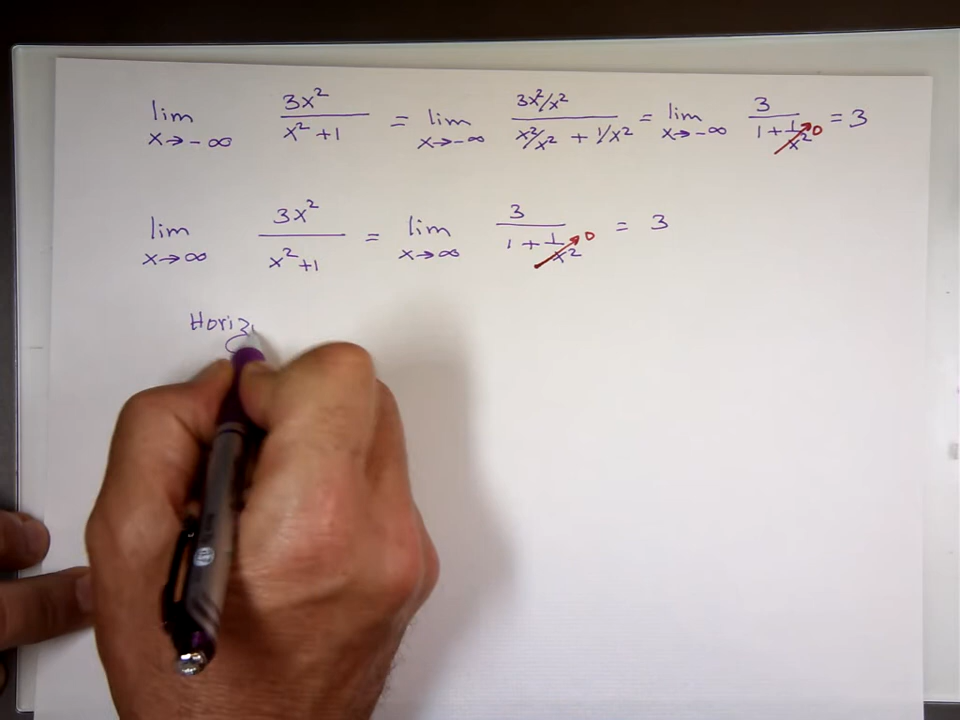 lim x→-∞ 3x²/(x²+1) = lim x→-∞ (3x²/x²)/(x²/x² + 1/x²) = lim x→-∞ 3/(1 + 1/x²) → 0 = 3
lim x→∞ 3x²/(x²+1) = lim x→∞ 3/(1 + 1/x²) → 0 = 3
Horiz